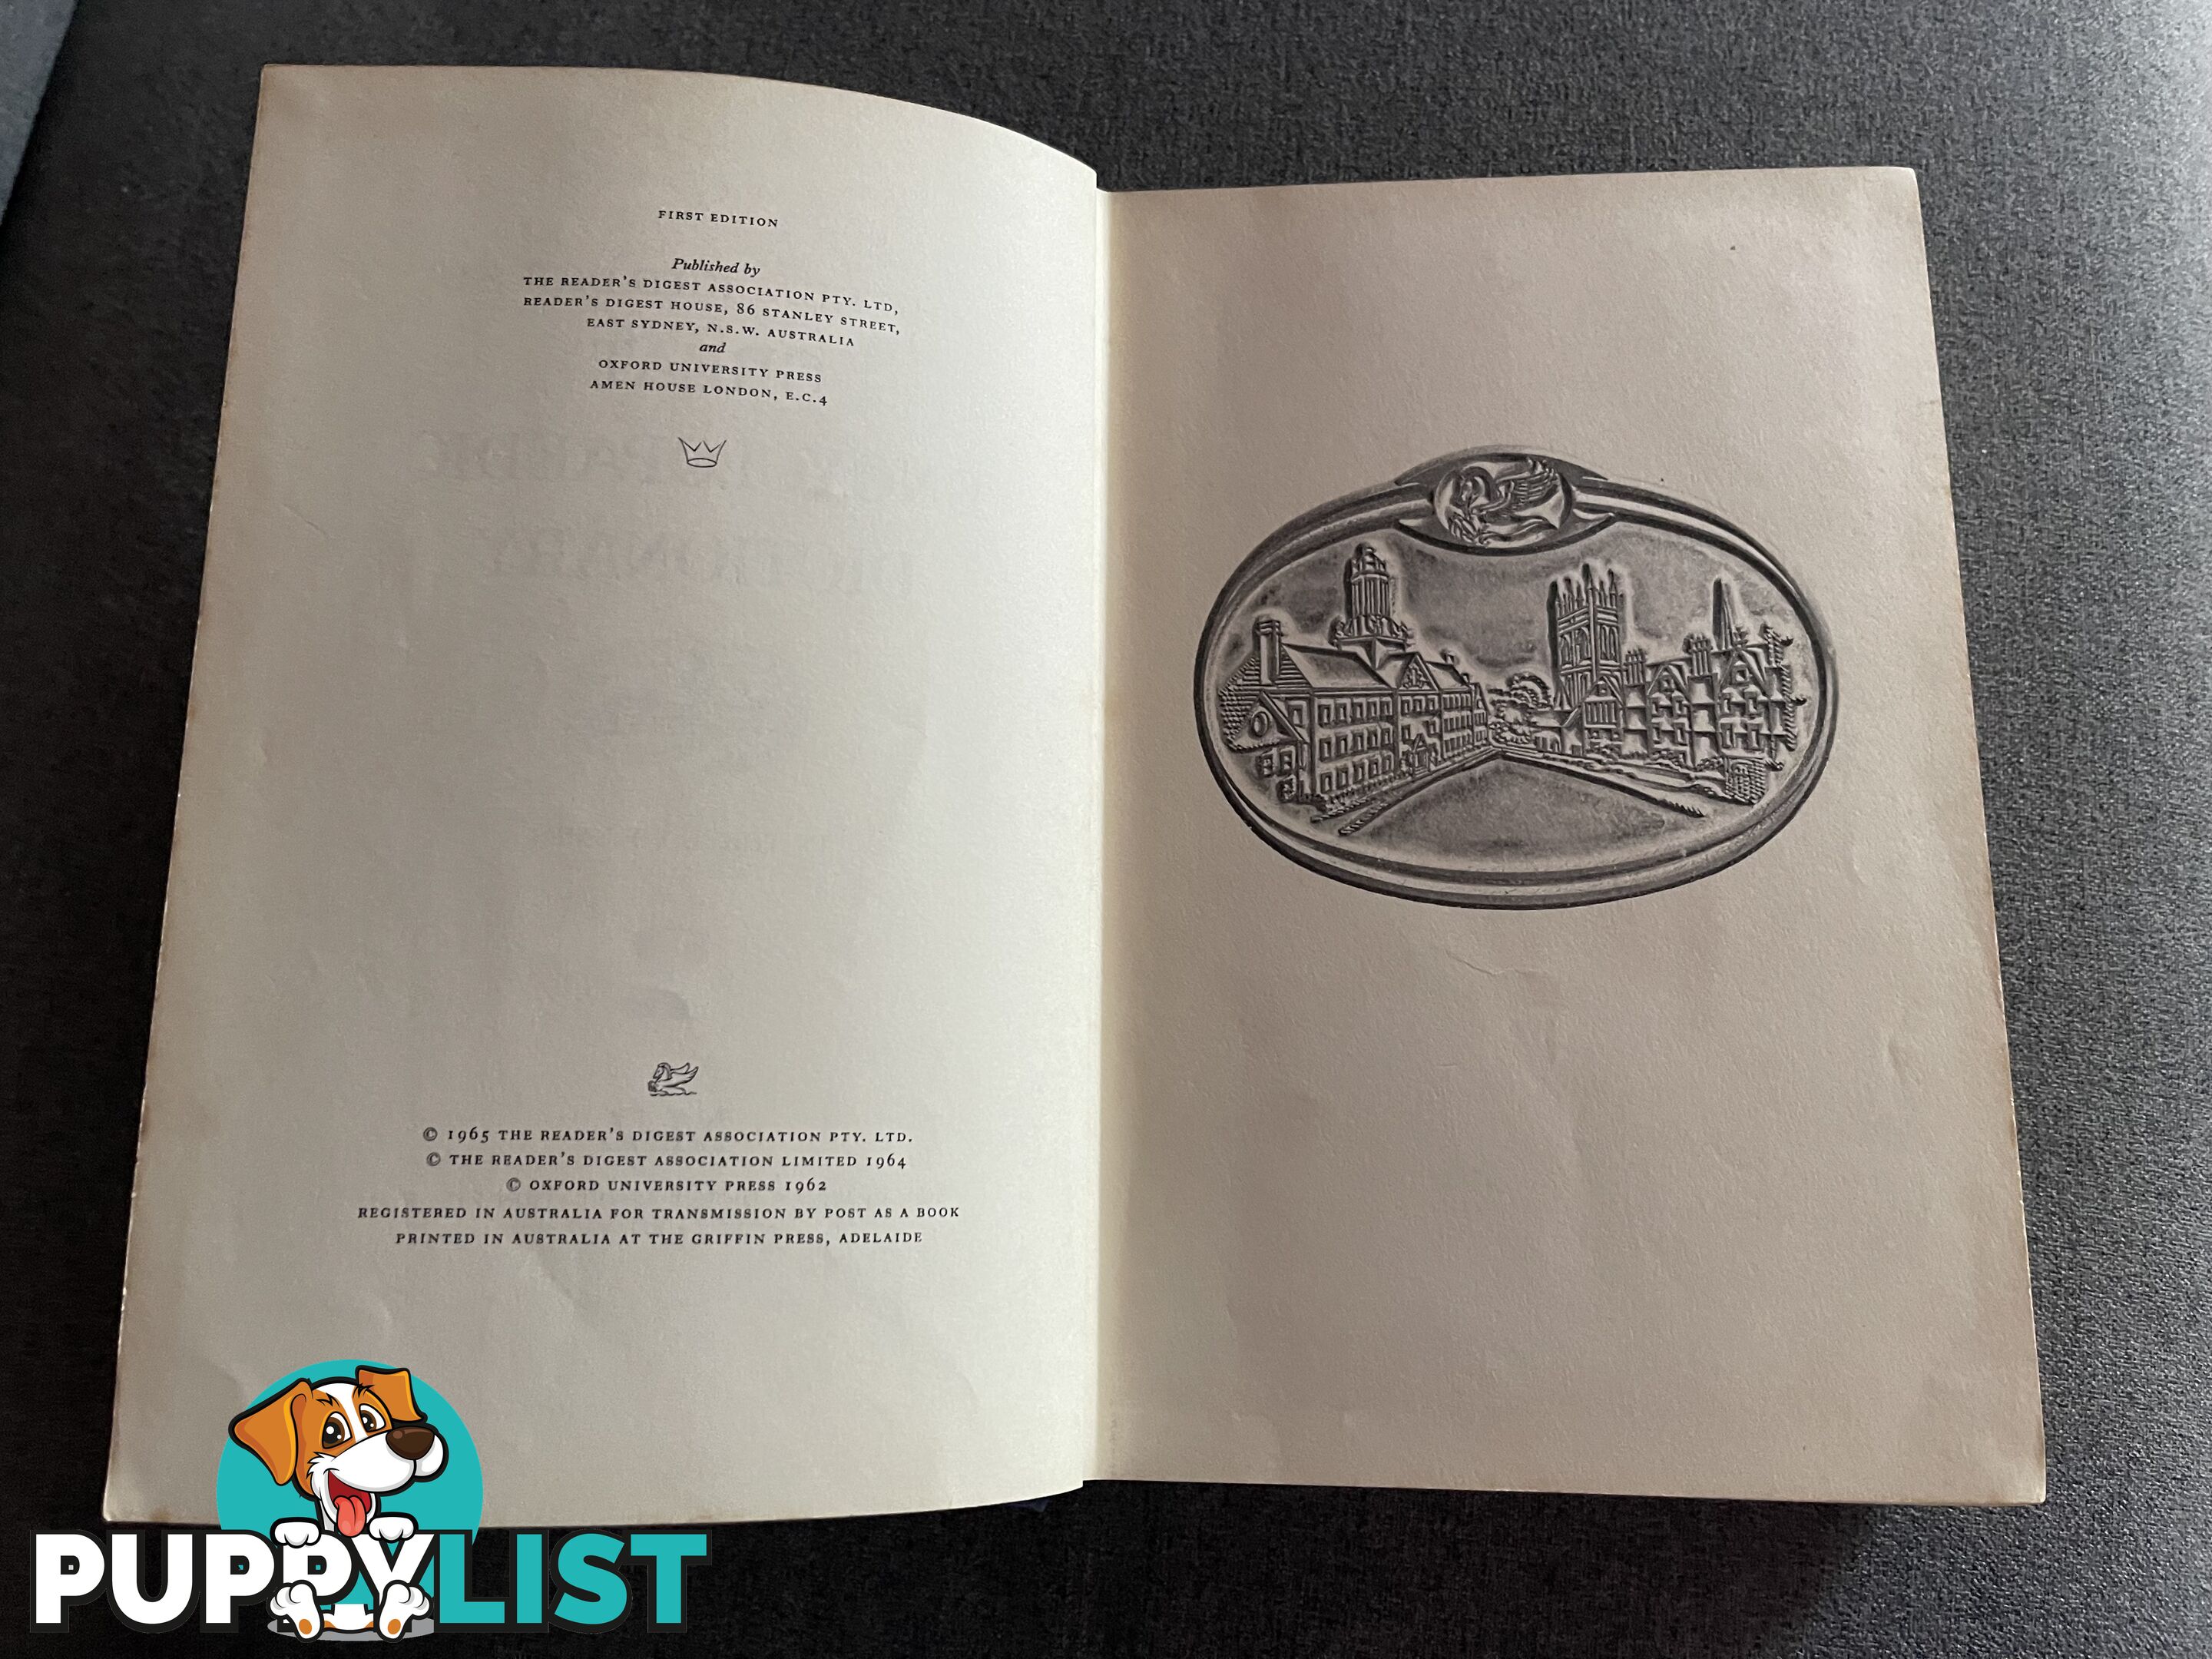 FIRST EDITION
Published by
THE READER'S DIGEST ASSOCIATION PTY. LTD,
READER'S DIGEST HOUSE, 86 STANLEY STREET,
EAST SYDNEY, N.S.W. AUSTRALIA
and
OXFORD UNIVERSITY PRESS
AMEN HOUSE LONDON, E.C.4
© 1965 THE READER'S DIGEST ASSOCIATION PTY. LTD.
© THE READER'S DIGEST ASSOCIATION LIMITED 1964
© OXFORD UNIVERSITY PRESS 1962
REGISTERED IN AUSTRALIA FOR TRANSMISSION BY POST AS A BOOK
PRINTED IN AUSTRALIA AT THE GRIFFIN PRESS, ADELAIDE
PUPPYLIST